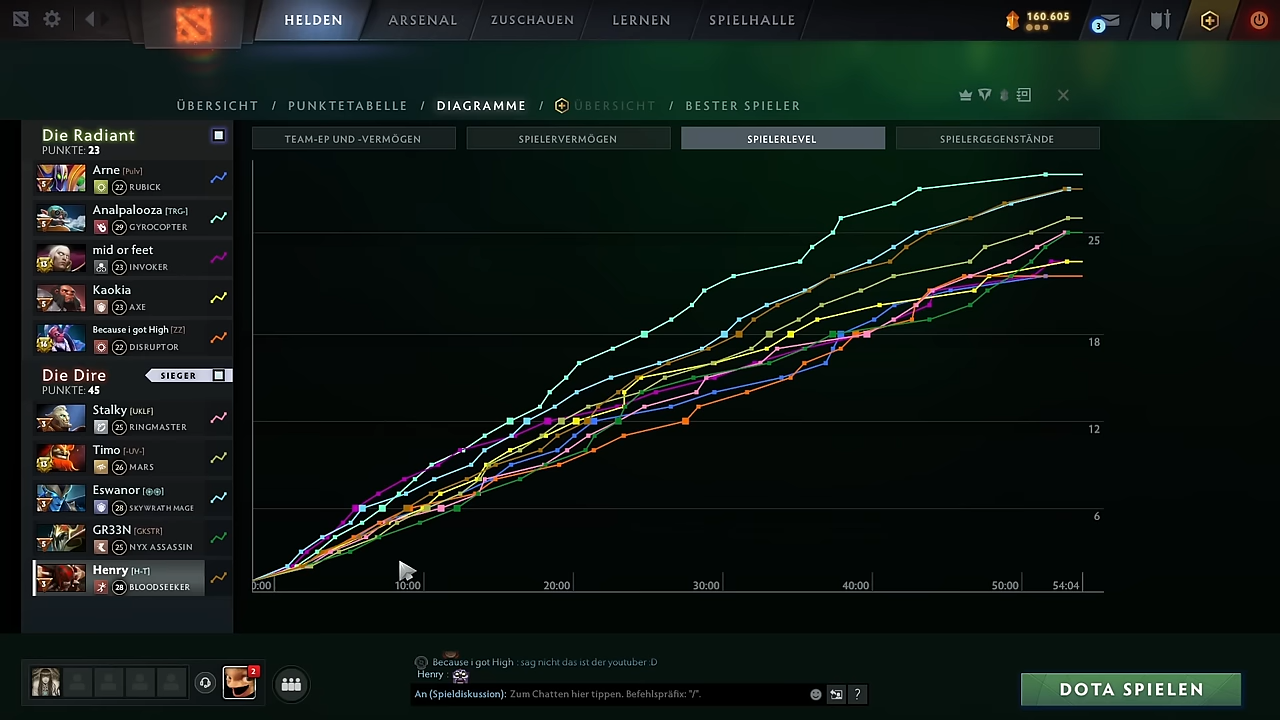 HELDEN
ARSENAL
ZUSCHAUEN
LERNEN
SPIELHALLE
160.605
3
ÜBERSICHT / PUNKTETABELLE / DIAGRAMME / ÜBERSICHT / BESTER SPIELER
TEAM-EP UND -VERMÖGEN
SPIELERVERMÖGEN
SPIELERLEVEL
SPIELERGEGENSTÄNDE
Die Radiant
PUNKTE: 23
Arne [Pulv]
22 RUBICK
Analpalooza [TRG-]
29 GYROCOPTER
mid or feet
23 INVOKER
Kaokia
23 AXE
Because i got High [ZZ]
22 DISRUPTOR
Die Dire
SIEGER
PUNKTE: 45
Stalky [UKLF]
25 RINGMASTER
Timo [-UV-]
26 MARS
Eswanor
28 SKYWRATH MAGE
GR33N [GKSTR]
25 NYX ASSASSIN
Henry [H-T]
28 BLOODSEEKER
25
18
12
6
0:00
10:00
20:00
30:00
40:00
50:00
54:04
2
Because i got High : sag nicht das ist der youtuber :D
Henry :
An (Spieldiskussion): Zum Chatten hier tippen. Befehlspräfix: "/".
?
DOTA SPIELEN